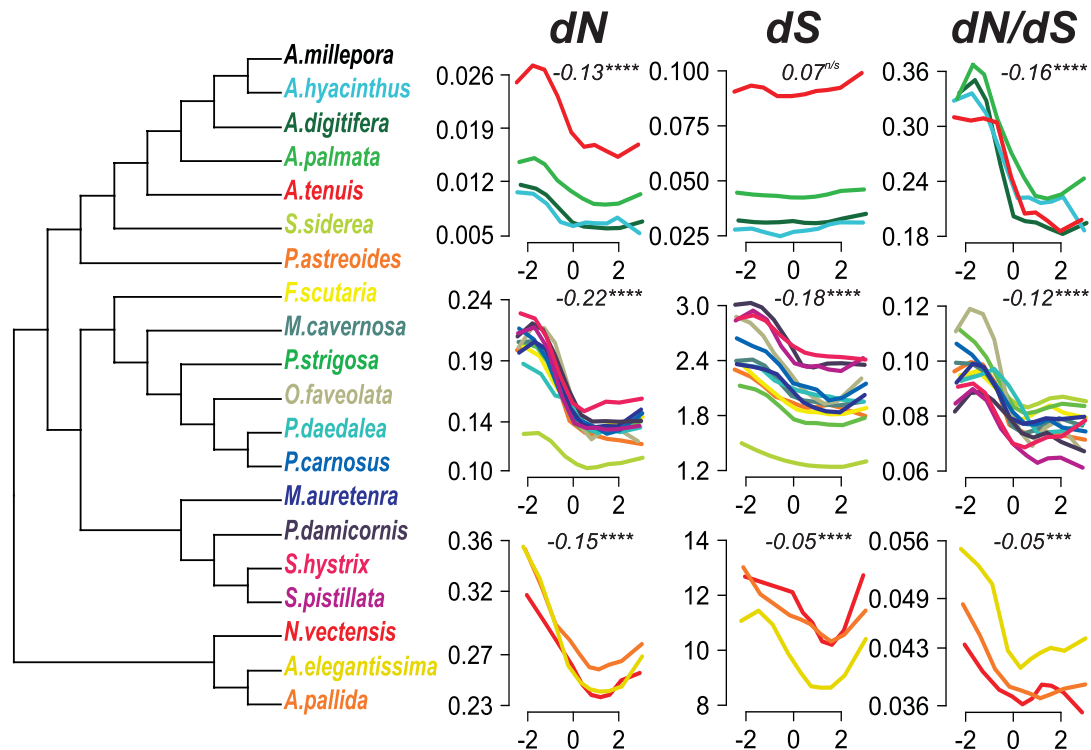 dN dS dN/dS
A.millepora
A.hyacinthus
A.digitifera
A.palmata
A.tenuis
S.siderea
P.astreoides
F.scutaria
M.cavernosa
P.strigosa
O.faveolata
P.daedalea
P.carnosus
M.auretenra
P.damicornis
S.hystrix
S.pistillata
N.vectensis
A.elegantissima
A.pallida
-0.13****
0.026
0.019
0.012
0.005
-2 0 2
0.07n/s
0.100
0.075
0.050
0.025
-2 0 2
-0.16****
0.36
0.30
0.24
0.18
-2 0 2
-0.22****
0.24
0.19
0.14
0.10
-2 0 2
-0.18****
3.0
2.4
1.8
1.2
-2 0 2
-0.12****
0.12
0.10
0.08
0.06
-2 0 2
-0.15****
0.36
0.32
0.27
0.23
-2 0 2
-0.05****
14
12
10
8
-2 0 2
-0.05***
0.056
0.049
0.043
0.036
-2 0 2